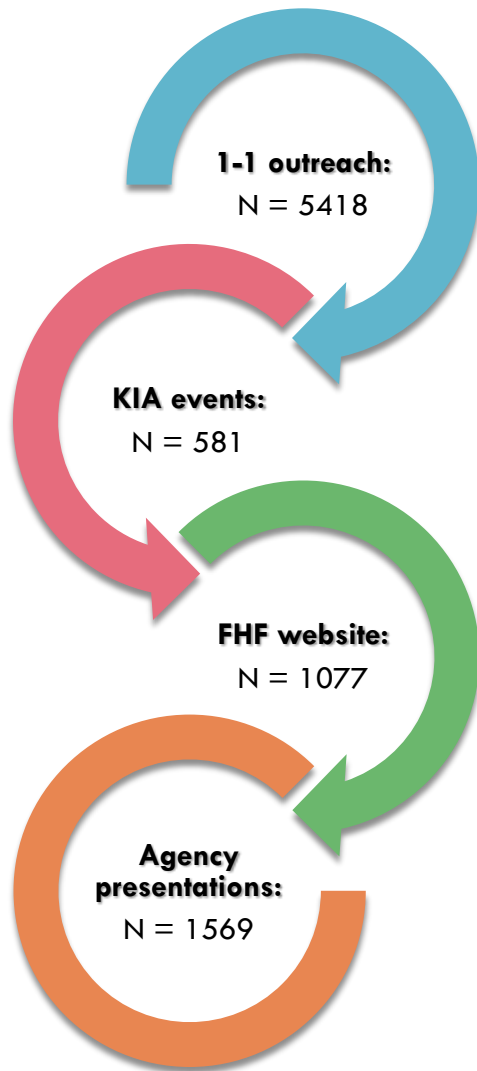 1-1 outreach:
N = 5418
KIA events:
N = 581
FHF website:
N = 1077
Agency
presentations:
N = 1569